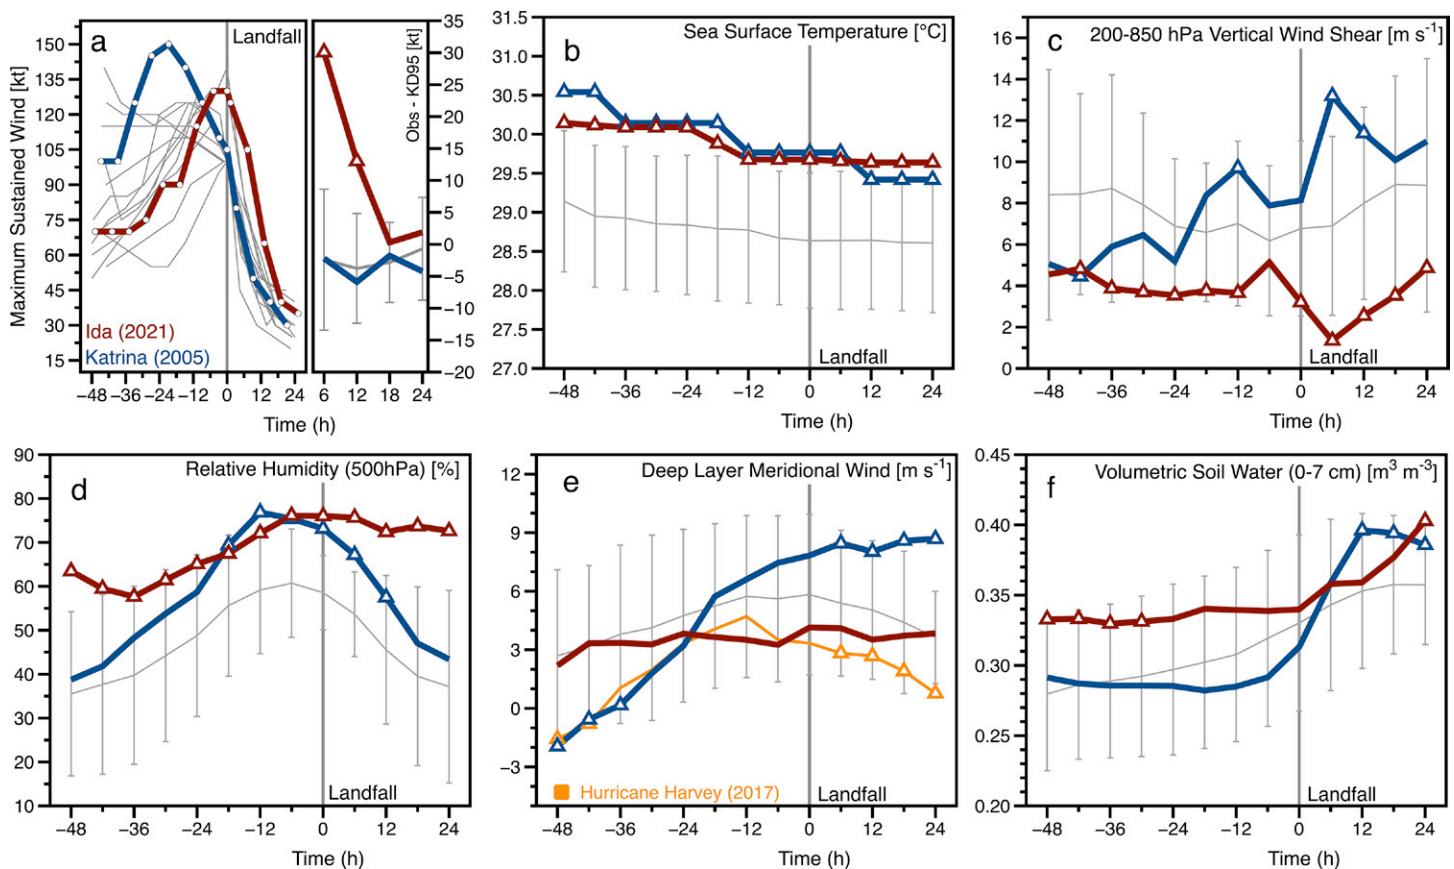 a
Landfall
Maximum Sustained Wind [kt]
150
135
120
105
90
75
60
45
30
15
Ida (2021)
Katrina (2005)
−48 −36 −24 −12 0 12 24
Time (h)
Obs - KD95 [kt]
35
30
25
20
15
10
5
0
−5
−10
−15
−20
6 12 18 24
b
Sea Surface Temperature [°C]
31.5
31.0
30.5
30.0
29.5
29.0
28.5
28.0
27.5
27.0
Landfall
−48 −36 −24 −12 0 12 24
Time (h)
c
200-850 hPa Vertical Wind Shear [m s-1]
16
14
12
10
8
6
4
2
0
Landfall
−48 −36 −24 −12 0 12 24
Time (h)
d
Relative Humidity (500hPa) [%]
90
80
70
60
50
40
30
20
10
Landfall
−48 −36 −24 −12 0 12 24
Time (h)
e
Deep Layer Meridional Wind [m s-1]
12
9
6
3
0
−3
Hurricane Harvey (2017)
Landfall
−48 −36 −24 −12 0 12 24
Time (h)
f
Volumetric Soil Water (0-7 cm) [m3 m-3]
0.45
0.40
0.35
0.30
0.25
0.20
Landfall
−48 −36 −24 −12 0 12 24
Time (h)